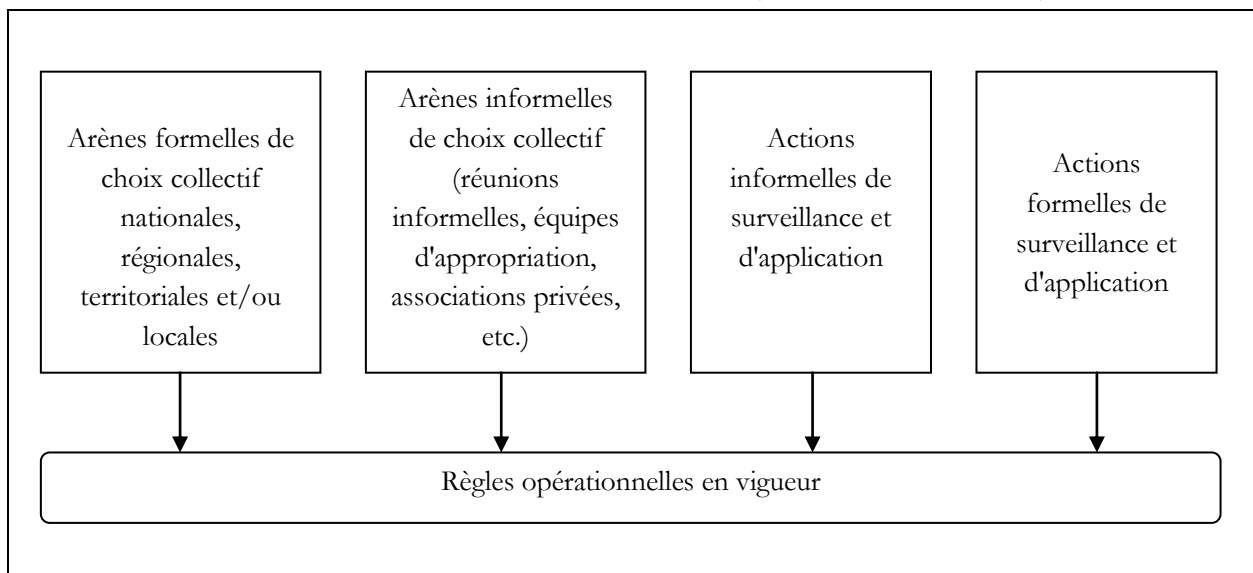 Arènes formelles de
choix collectif
nationales,
régionales,
territoriales et/ou
locales
Arènes informelles
de choix collectif
(réunions
informelles, équipes
d'appropriation,
associations privées,
etc.)
Actions
informelles de
surveillance et
d'application
Actions
formelles de
surveillance et
d'application
Règles opérationnelles en vigueur